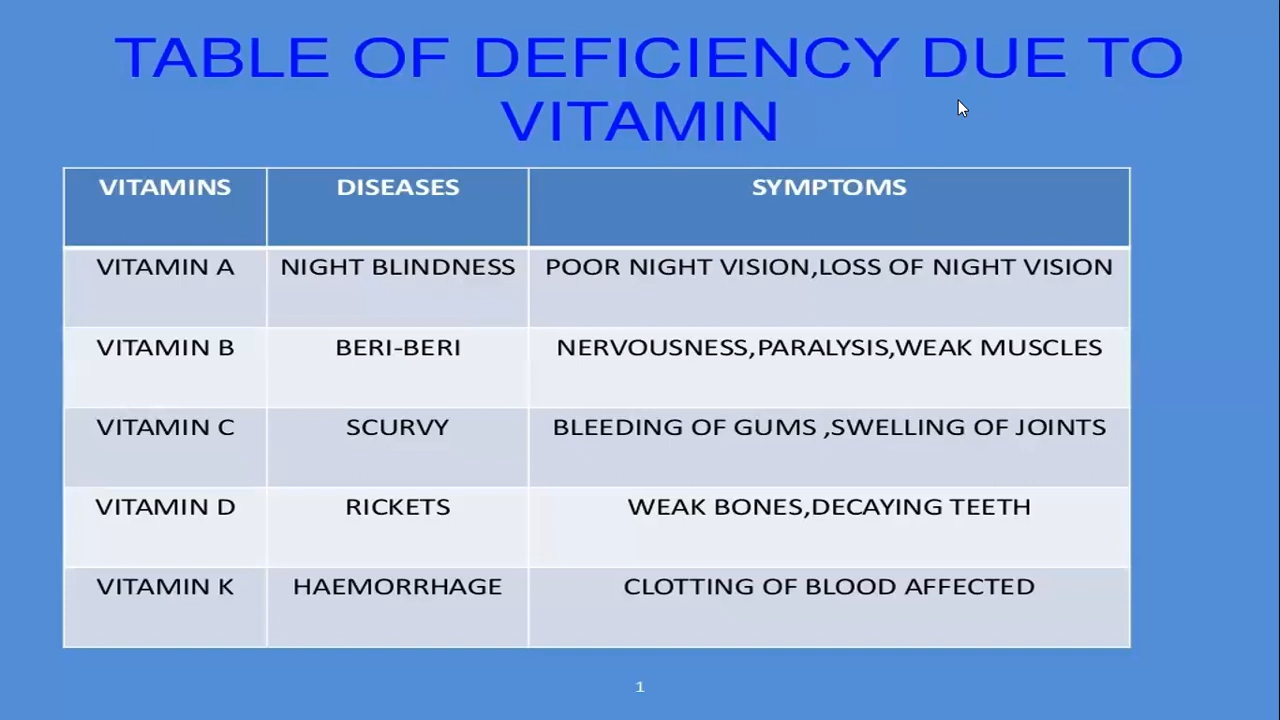 TABLE OF DEFICIENCY DUE TO
VITAMIN
VITAMINS DISEASES SYMPTOMS
VITAMIN A NIGHT BLINDNESS POOR NIGHT VISION,LOSS OF NIGHT VISION
VITAMIN B BERI-BERI NERVOUSNESS,PARALYSIS,WEAK MUSCLES
VITAMIN C SCURVY BLEEDING OF GUMS ,SWELLING OF JOINTS
VITAMIN D RICKETS WEAK BONES,DECAYING TEETH
VITAMIN K HAEMORRHAGE CLOTTING OF BLOOD AFFECTED
1